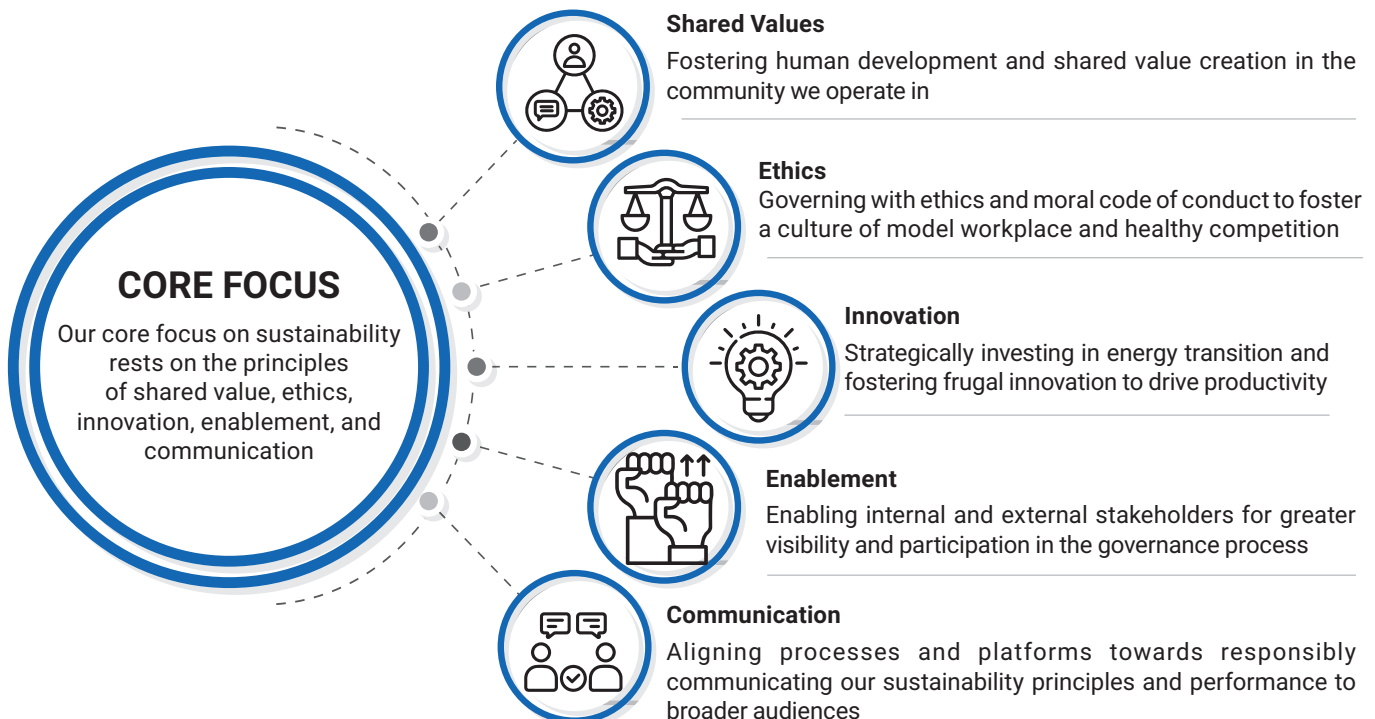 CORE FOCUS
Our core focus on sustainability
rests on the principles
of shared value, ethics,
innovation, enablement, and
communication
Shared Values
Fostering human development and shared value creation in the
community we operate in
Ethics
Governing with ethics and moral code of conduct to foster
a culture of model workplace and healthy competition
Innovation
Strategically investing in energy transition and
fostering frugal innovation to drive productivity
Enablement
Enabling internal and external stakeholders for greater
visibility and participation in the governance process
Communication
Aligning processes and platforms towards responsibly
communicating our sustainability principles and performance to
broader audiences